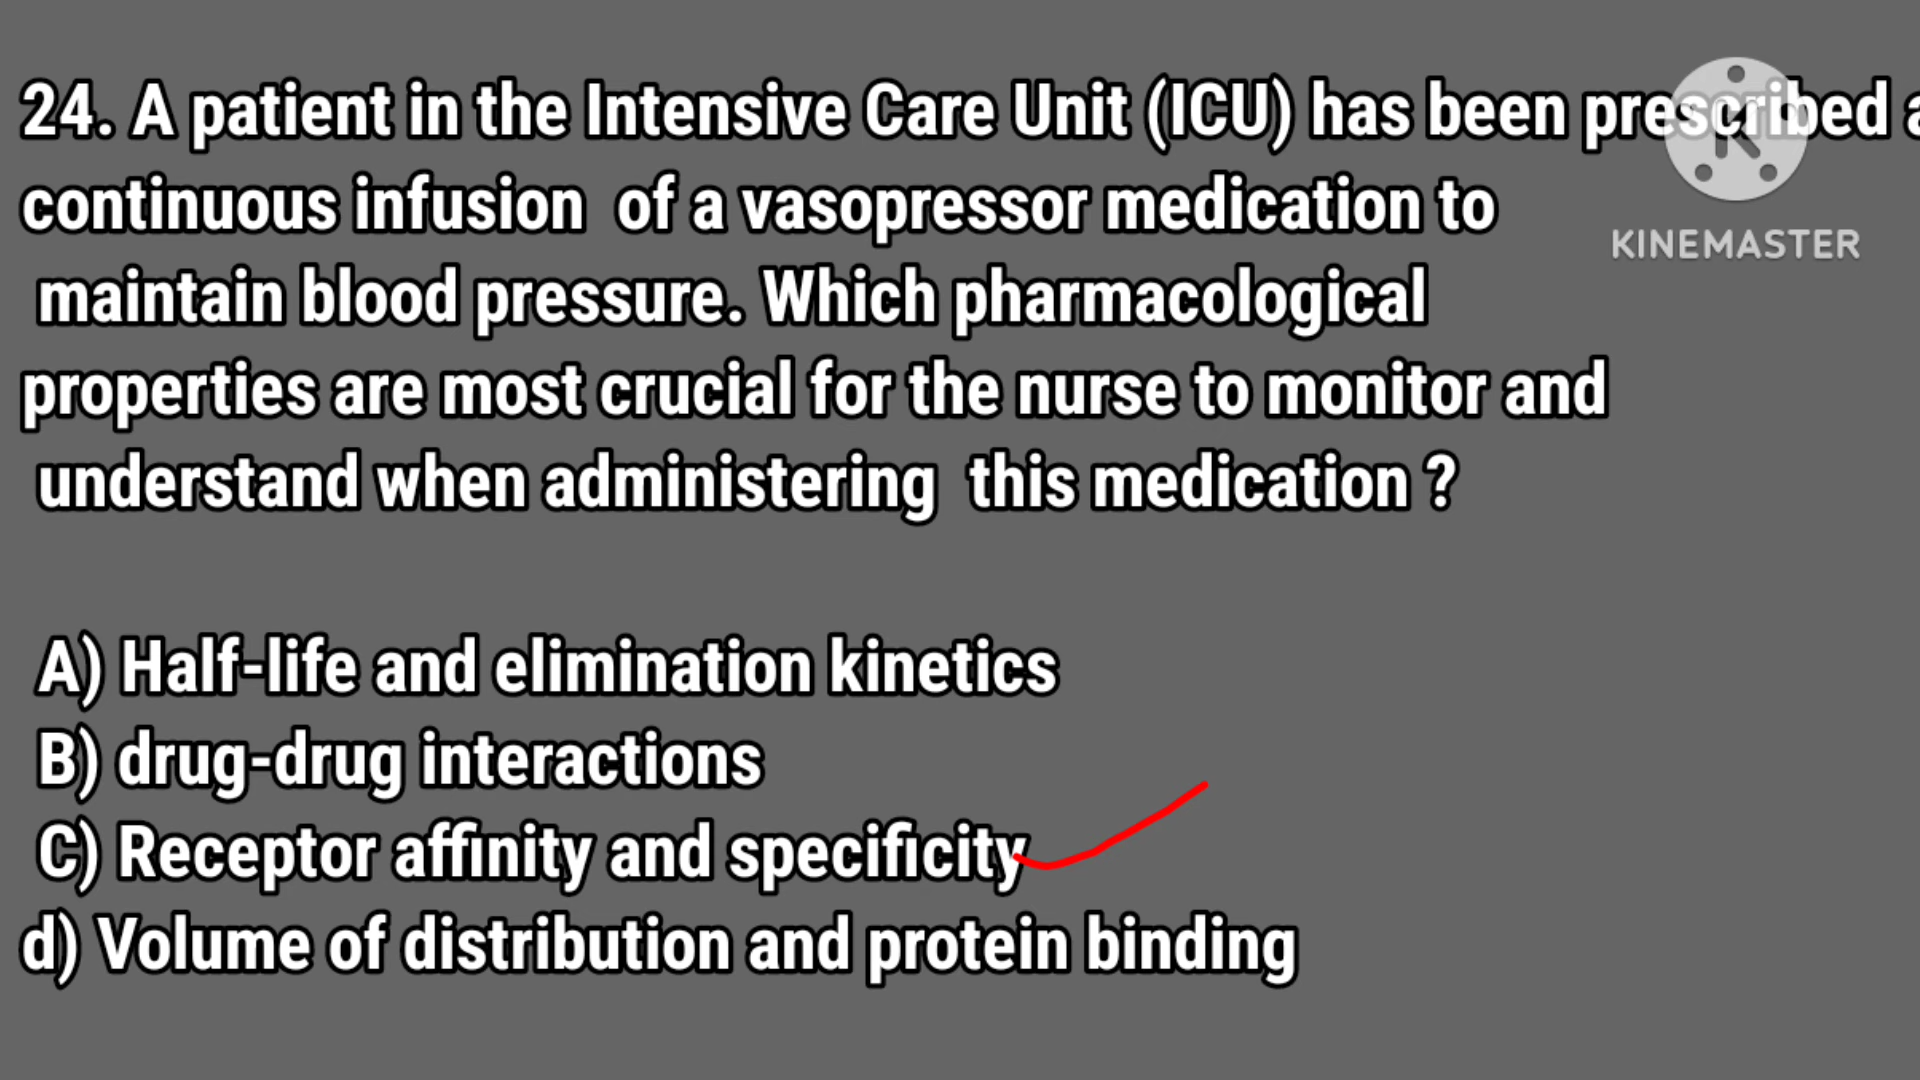 24. A patient in the Intensive Care Unit (ICU) has been prescribed a
continuous infusion of a vasopressor medication to
maintain blood pressure. Which pharmacological
properties are most crucial for the nurse to monitor and
understand when administering this medication ?
A) Half-life and elimination kinetics
B) drug-drug interactions
C) Receptor affinity and specificity
d) Volume of distribution and protein binding
K
KINEMASTER